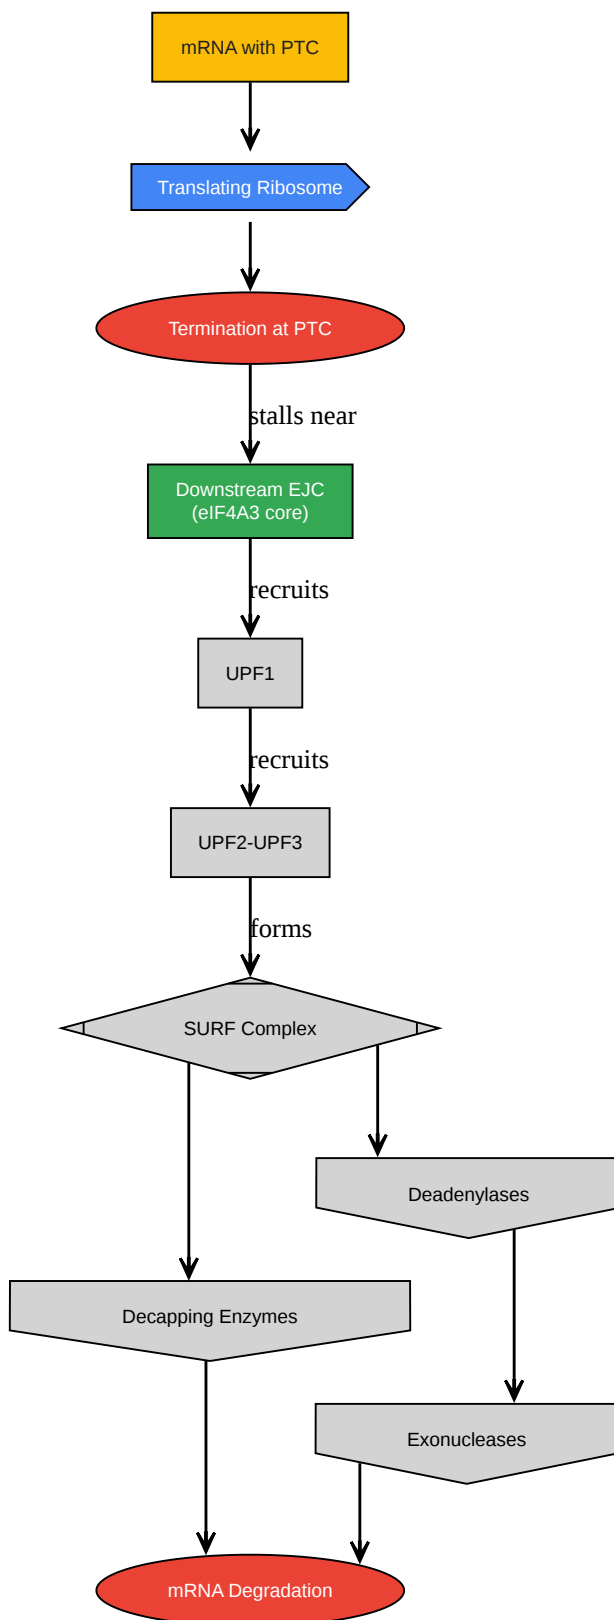 mRNA with PTC
Translating Ribosome
Termination at PTC
stalls near
Downstream EJC
(eIF4A3 core)
recruits
UPF1
recruits
UPF2-UPF3
forms
SURF Complex
Deadenylases
Decapping Enzymes
Exonucleases
mRNA Degradation